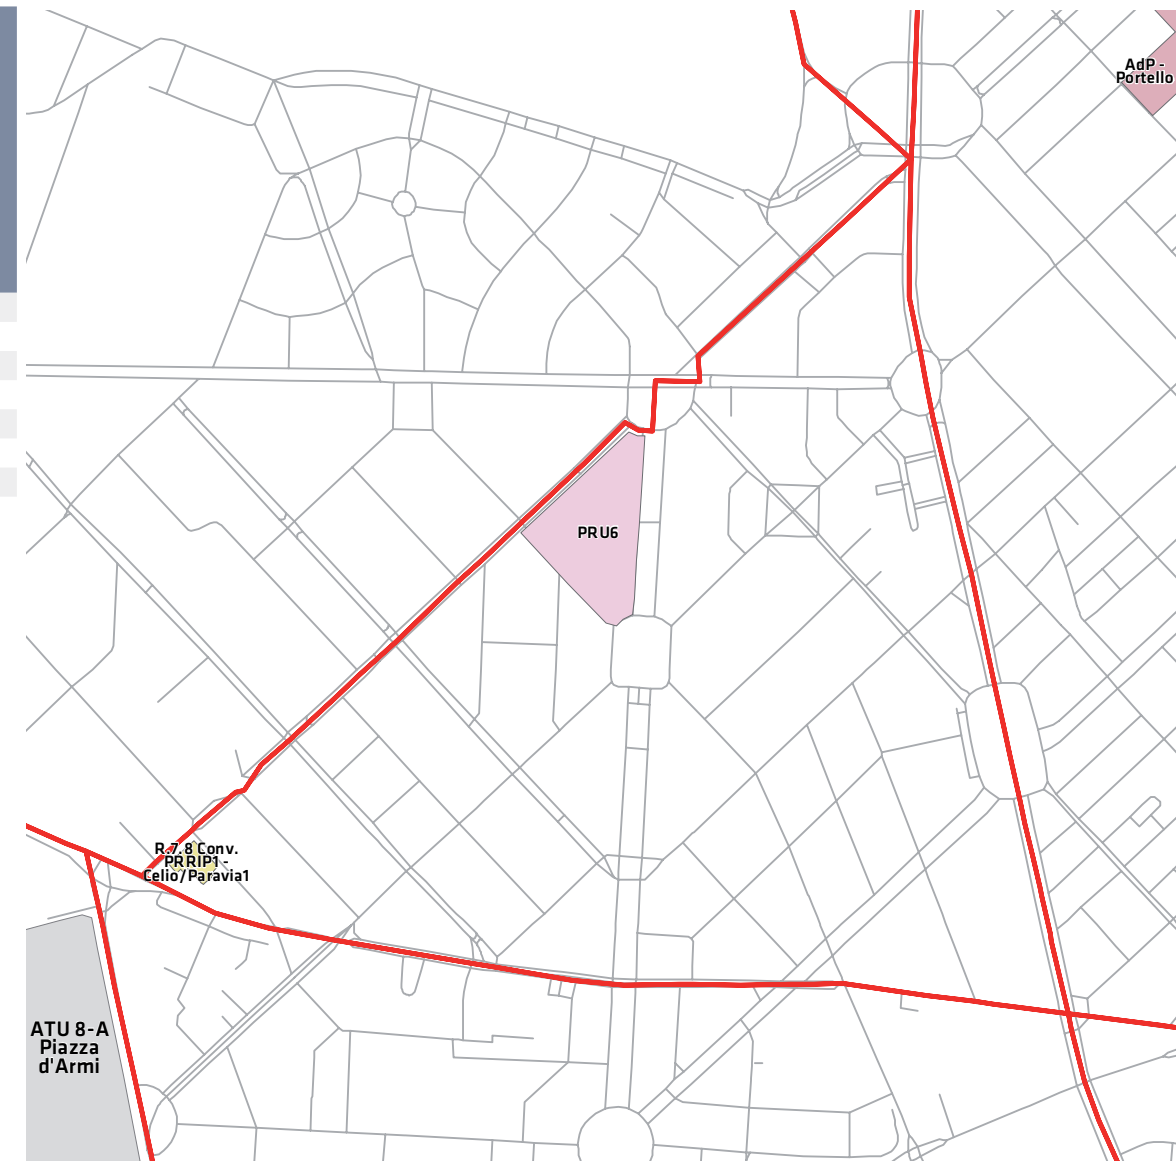 AdP -
Portello
PRU6
R.7.8 Conv.
PRRIP1 -
Celio/Paravia1
ATU 8-A
Piazza
d'Armi